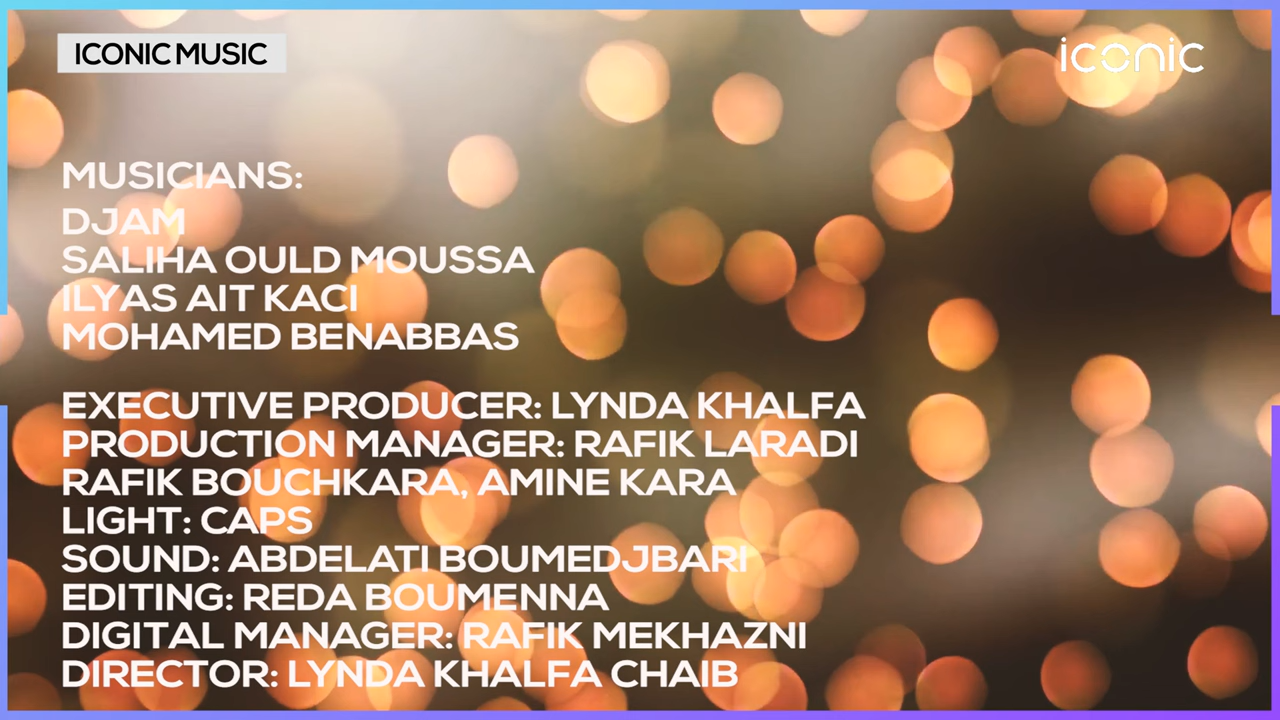 ICONIC MUSIC
iconic
MUSICIANS:
DJAM
SALIHA OULD MOUSSA
ILYAS AIT KACI
MOHAMED BENABBAS
EXECUTIVE PRODUCER: LYNDA KHALFA
PRODUCTION MANAGER: RAFIK LARADI
RAFIK BOUCHKARA, AMINE KARA
LIGHT: CAPS
SOUND: ABDELATI BOUMEDJBARI
EDITING: REDA BOUMENNA
DIGITAL MANAGER: RAFIK MEKHAZNI
DIRECTOR: LYNDA KHALFA CHAIB